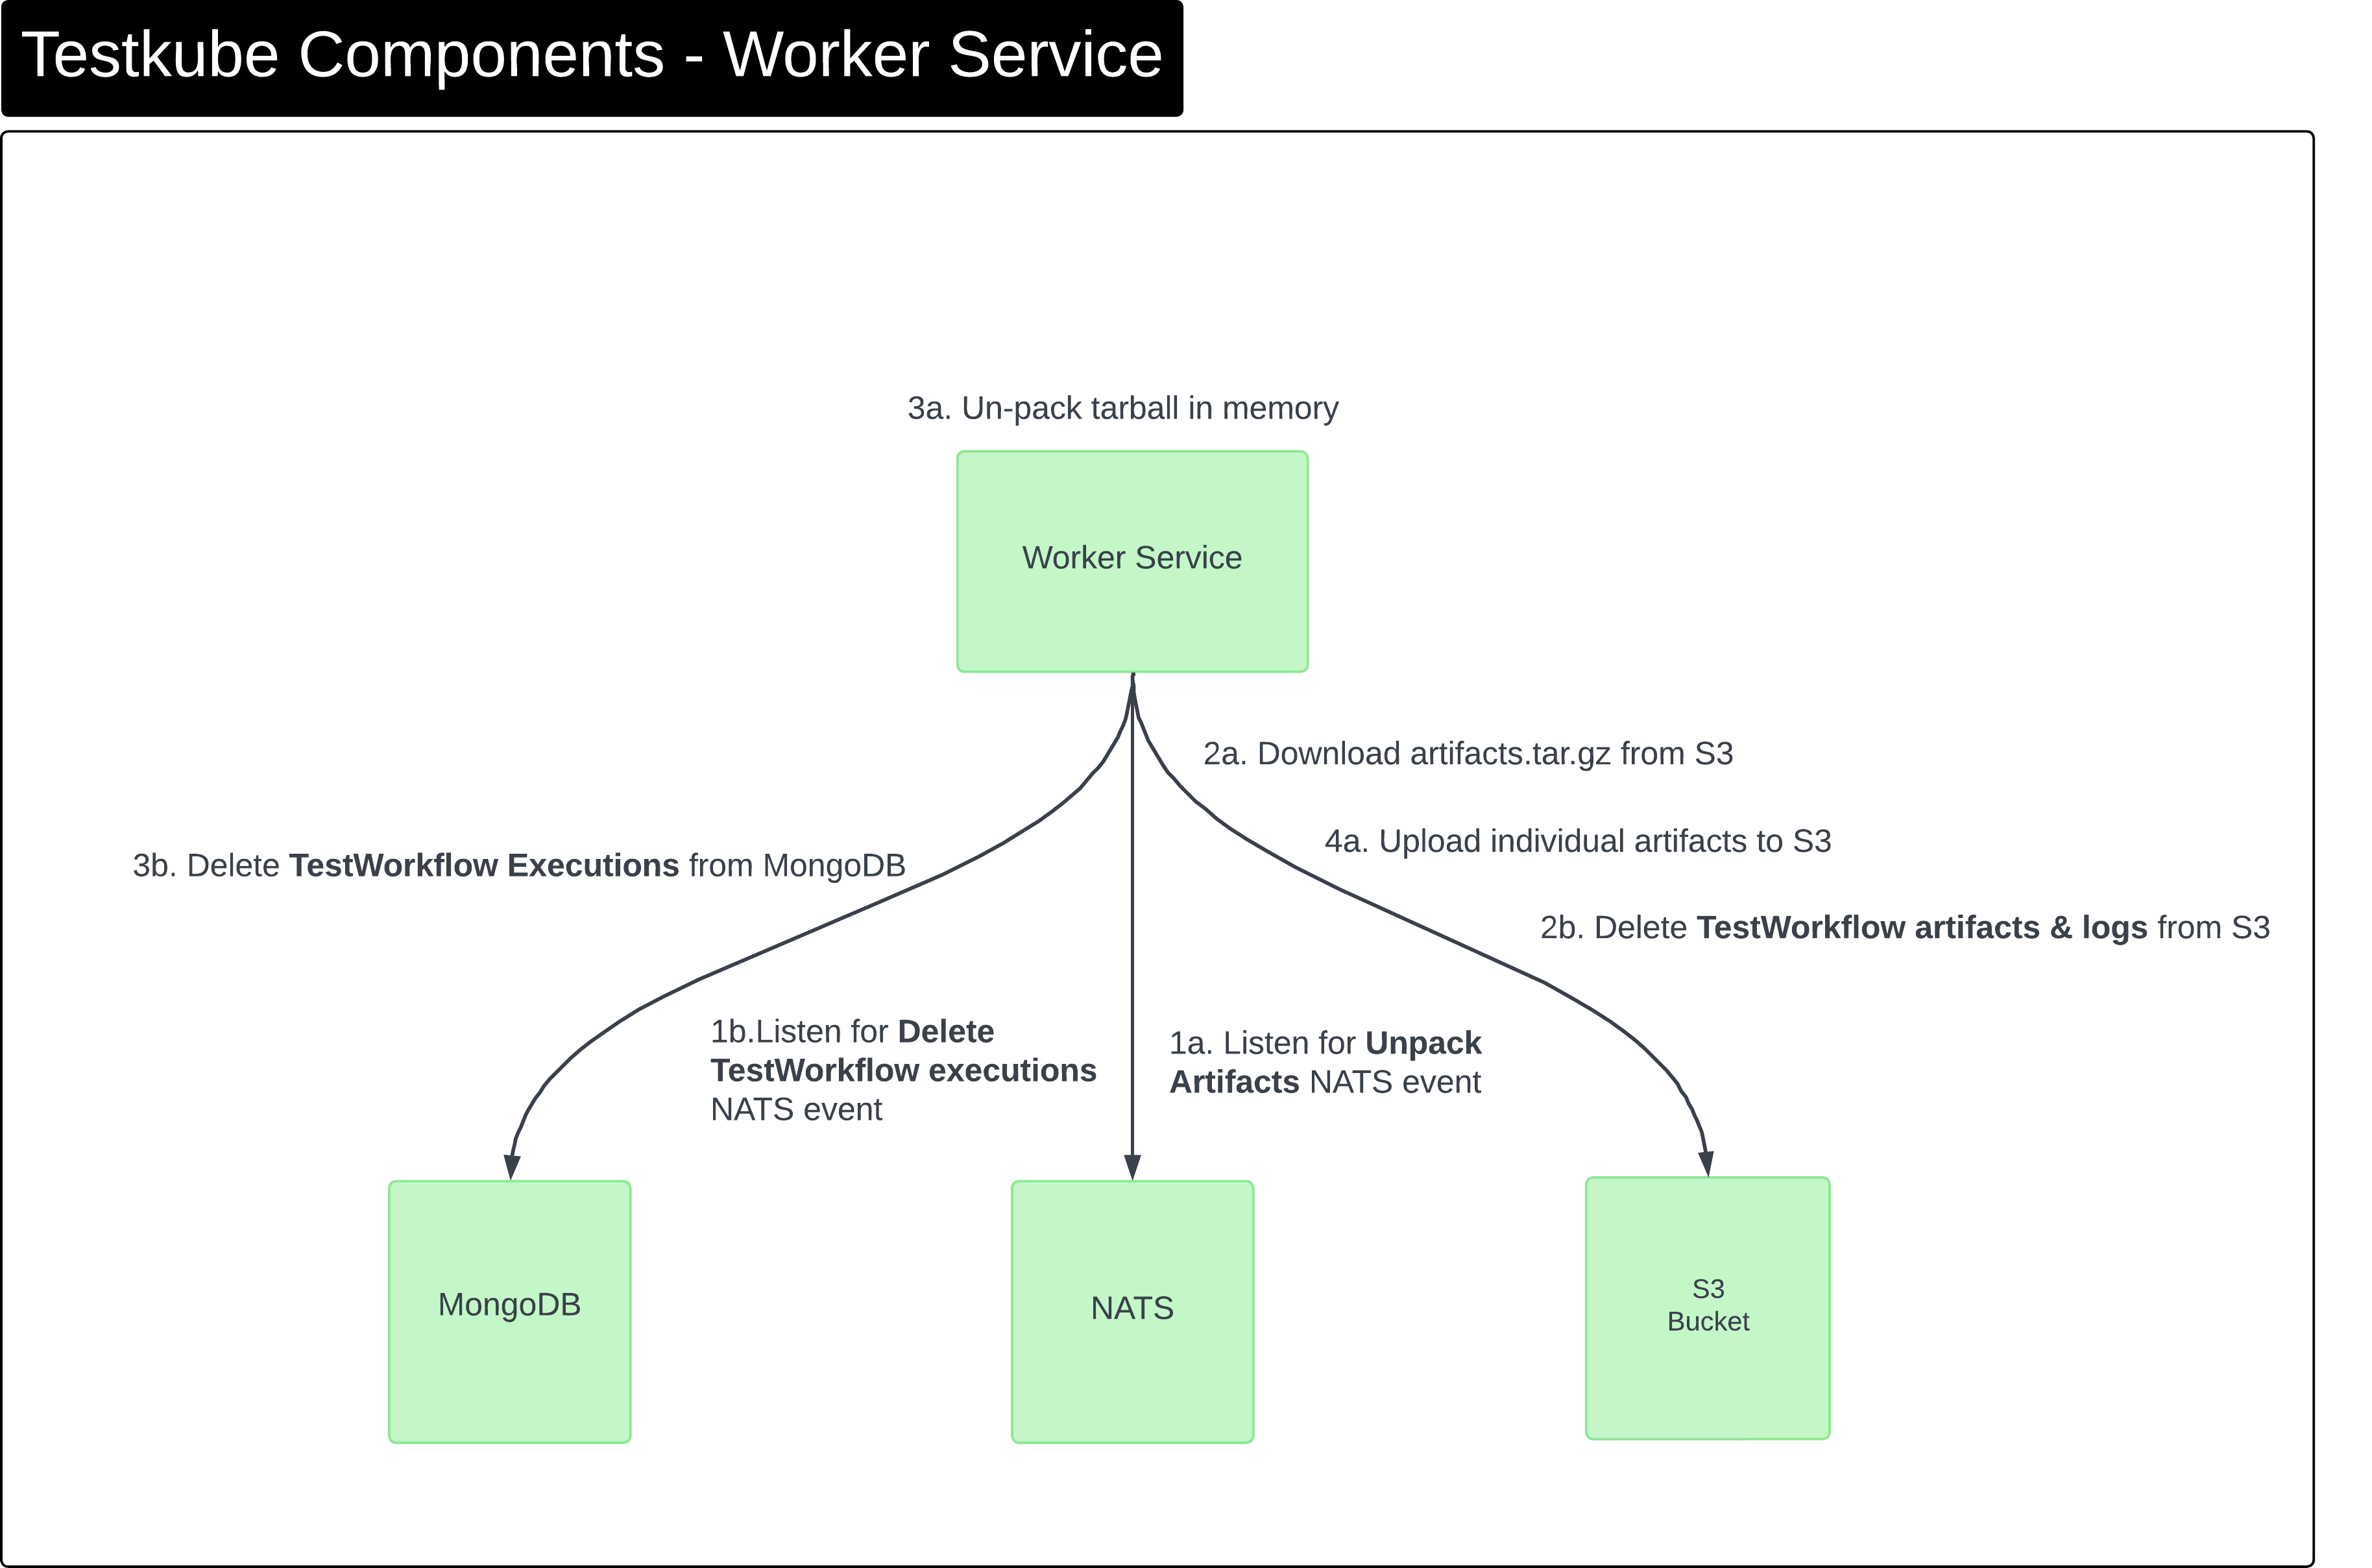 Testkube Components - Worker Service
3a. Un-pack tarball in memory
Worker Service
2a. Download artifacts.tar.gz from S3
4a. Upload individual artifacts to S3
3b. Delete TestWorkflow Executions from MongoDB
2b. Delete TestWorkflow artifacts & logs from S3
1b.Listen for Delete
TestWorkflow executions
NATS event
1a. Listen for Unpack
Artifacts NATS event
MongoDB
NATS
S3
Bucket